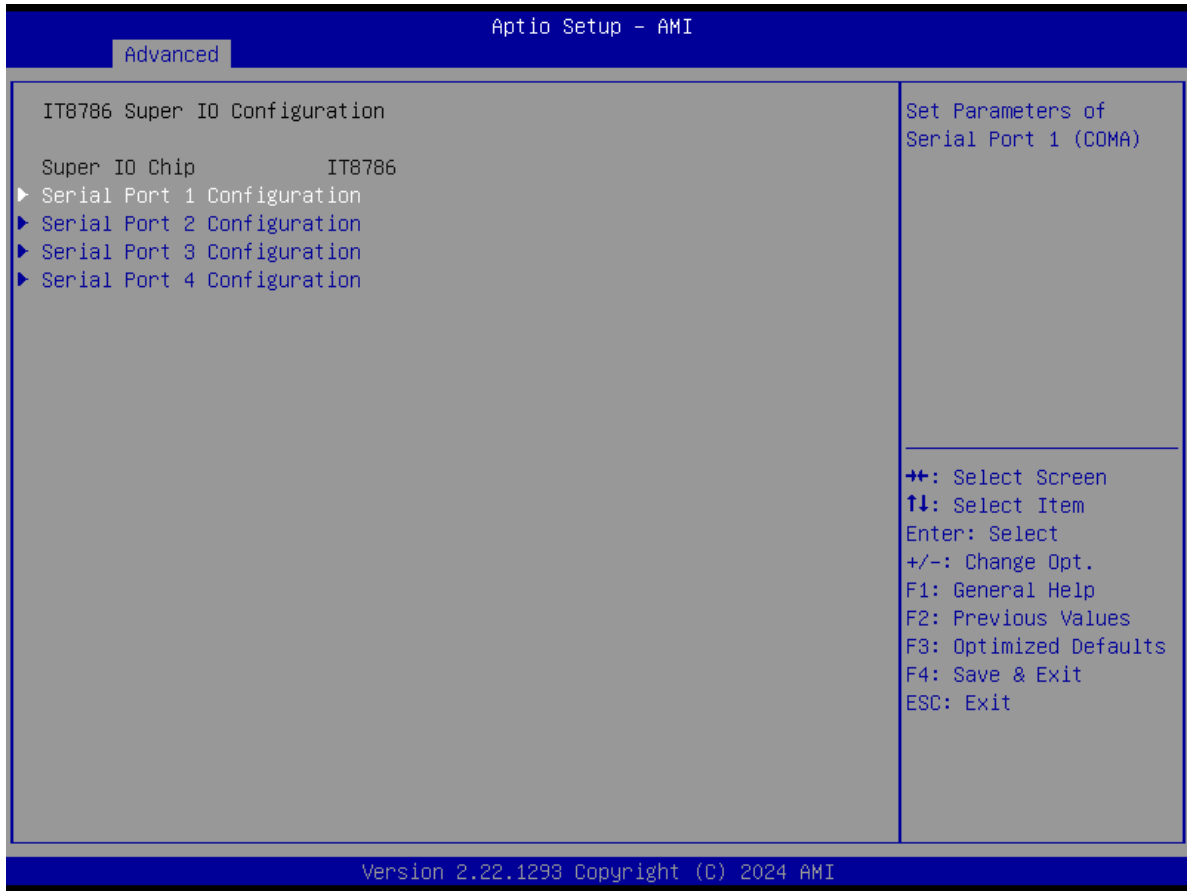 Aptio Setup – AMI
Advanced
IT8786 Super IO Configuration
Super IO Chip IT8786
▶ Serial Port 1 Configuration
▶ Serial Port 2 Configuration
▶ Serial Port 3 Configuration
▶ Serial Port 4 Configuration
Set Parameters of
Serial Port 1 (COMA)
→←: Select Screen
↑↓: Select Item
Enter: Select
+/-: Change Opt.
F1: General Help
F2: Previous Values
F3: Optimized Defaults
F4: Save & Exit
ESC: Exit
Version 2.22.1293 Copyright (C) 2024 AMI